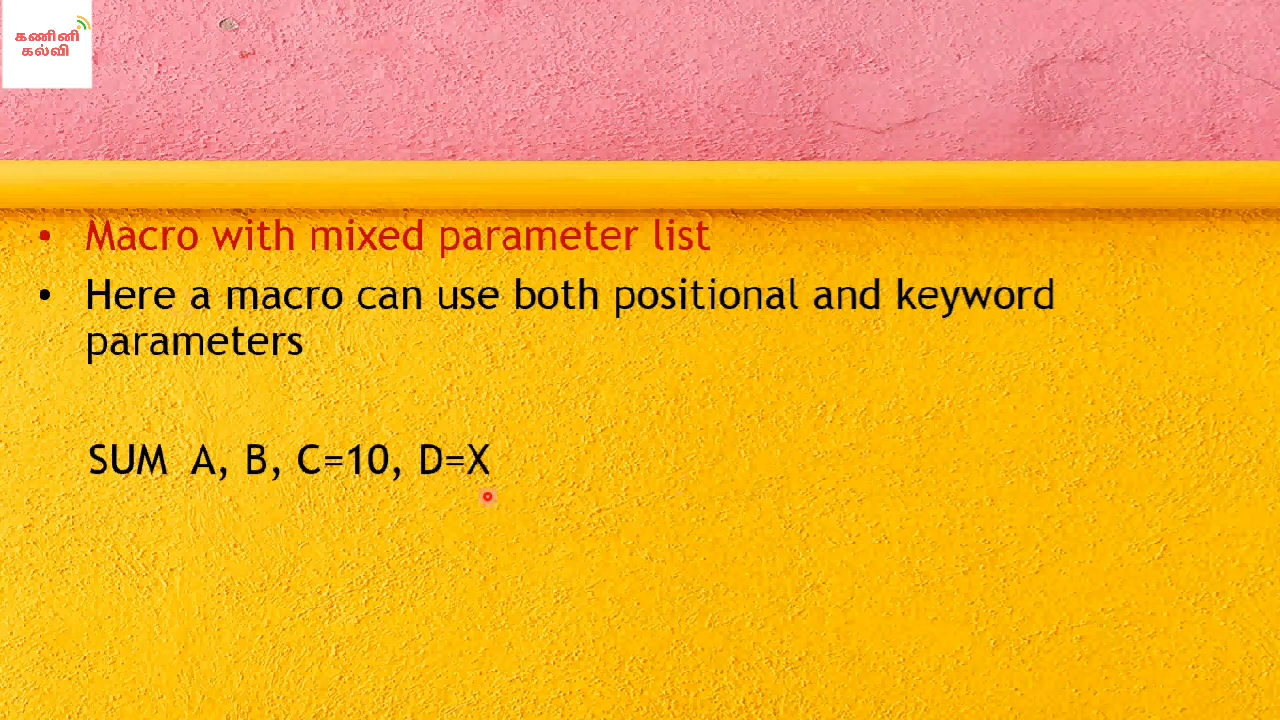 கணினி
கல்வி
• Macro with mixed parameter list
• Here a macro can use both positional and keyword
parameters
SUM A, B, C=10, D=X